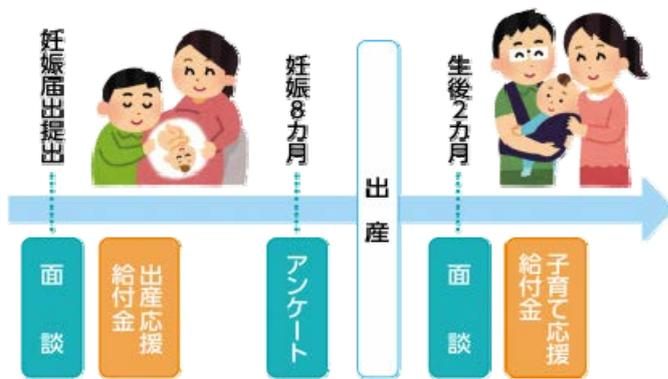 妊娠届出提出
面談
出産応援
給付金
妊娠8カ月
アンケート
出産
生後2カ月
面談
子育て応援
給付金